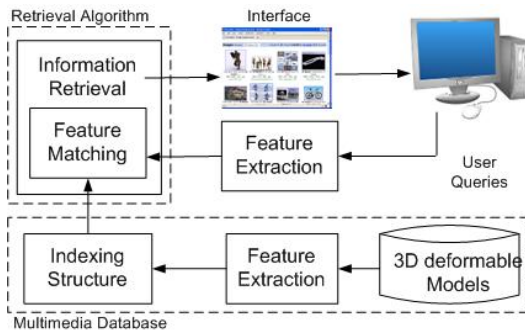 Retrieval Algorithm
Interface
Information
Retrieval
Feature
Matching
Feature
Extraction
User
Queries
Indexing
Structure
Feature
Extraction
3D deformable
Models
Multimedia Database